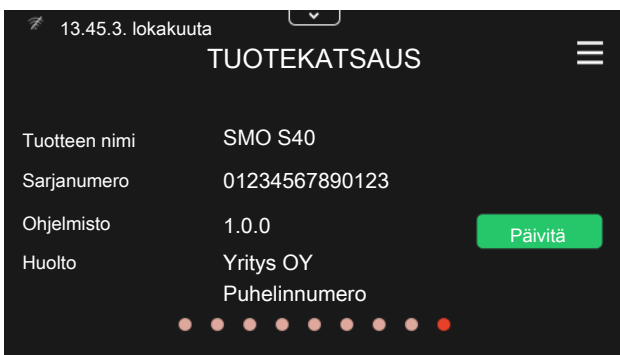 13.45.3. lokakuuta
TUOTEKATSAUS
Tuotteen nimi SMO S40
Sarjanumero 01234567890123
Ohjelmisto 1.0.0 Päivitä
Huolto Yritys OY
Puhelinnumero